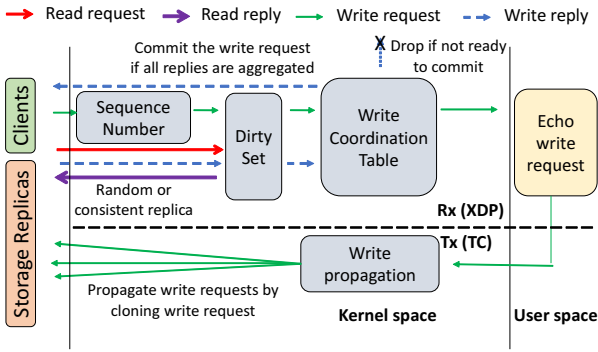 Read request
Read reply
Write request
Write reply
Commit the write request
if all replies are aggregated
X
Drop if not ready
to commit
Clients
Sequence
Number
Dirty
Set
Write
Coordination
Table
Echo
write
request
Storage Replicas
Random or
consistent replica
Rx (XDP)
Tx (TC)
Write
propagation
Propagate write requests by
cloning write request
Kernel space
User space